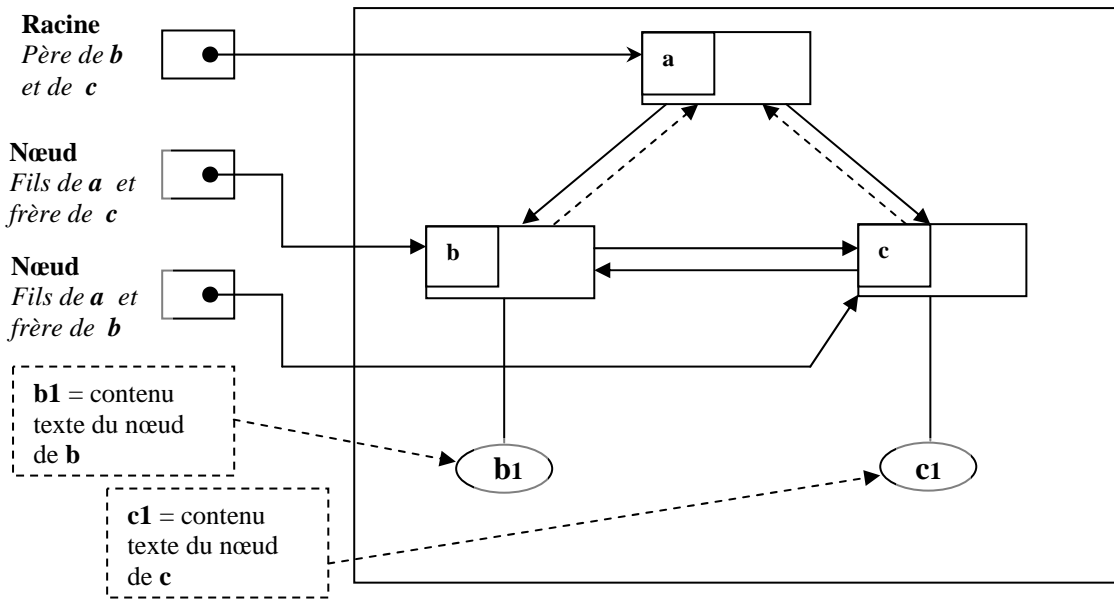 Racine
Père de b
et de c
a
Nœud
Fils de a et
frère de c
b
c
Nœud
Fils de a et
frère de b
b1 = contenu
texte du nœud
de b
b1
c1
c1 = contenu
texte du nœud
de c